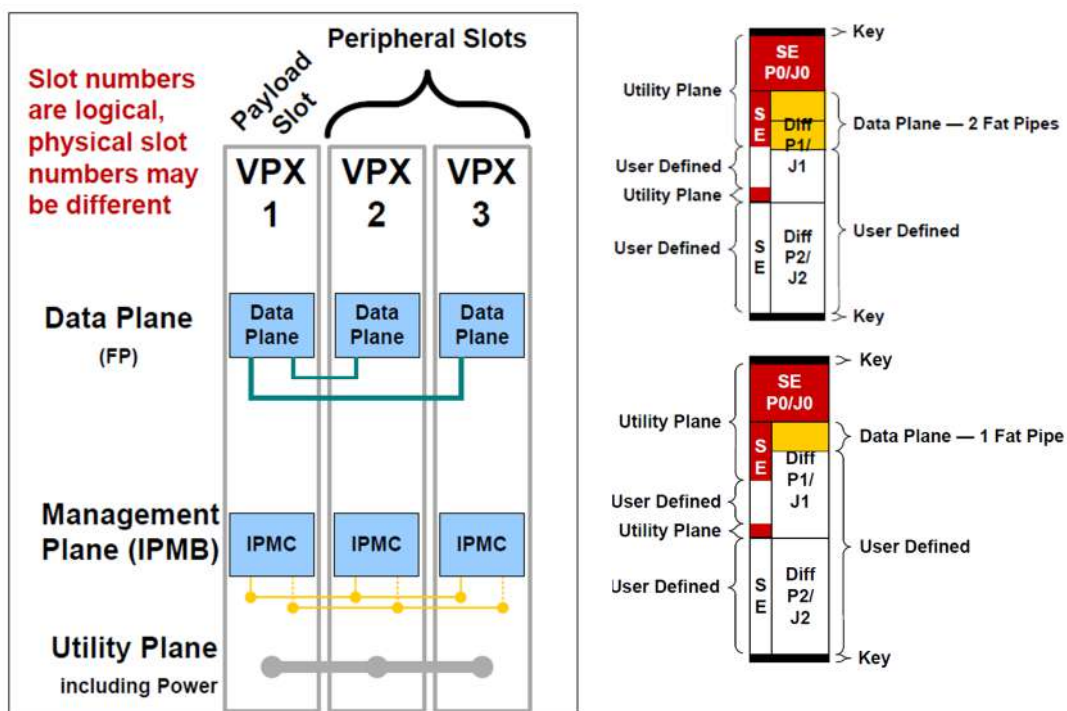 Slot numbers
are logical,
physical slot
numbers may
be different
Peripheral Slots
Payload
Slot
VPX
1
VPX
2
VPX
3
Data Plane
(FP)
Data
Plane
Data
Plane
Data
Plane
Management
Plane (IPMB)
IPMC
IPMC
IPMC
Utility Plane
including Power
Key
SE
P0/J0
Utility Plane
S
E
Diff
P1/
J1
Data Plane — 2 Fat Pipes
User Defined
Utility Plane
User Defined
S
E
Diff
P2/
J2
User Defined
Key
Key
SE
P0/J0
Utility Plane
S
E
Diff
P1/
J1
Data Plane — 1 Fat Pipe
User Defined
Utility Plane
User Defined
S
E
Diff
P2/
J2
User Defined
Key